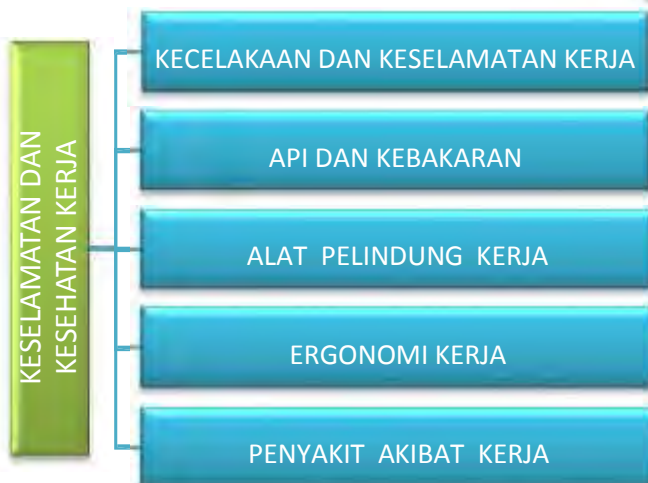 KESELAMATAN DAN
KESEHATAN KERJA
KECELAKAAN DAN KESELAMATAN KERJA
API DAN KEBAKARAN
ALAT PELINDUNG KERJA
ERGONOMI KERJA
PENYAKIT AKIBAT KERJA